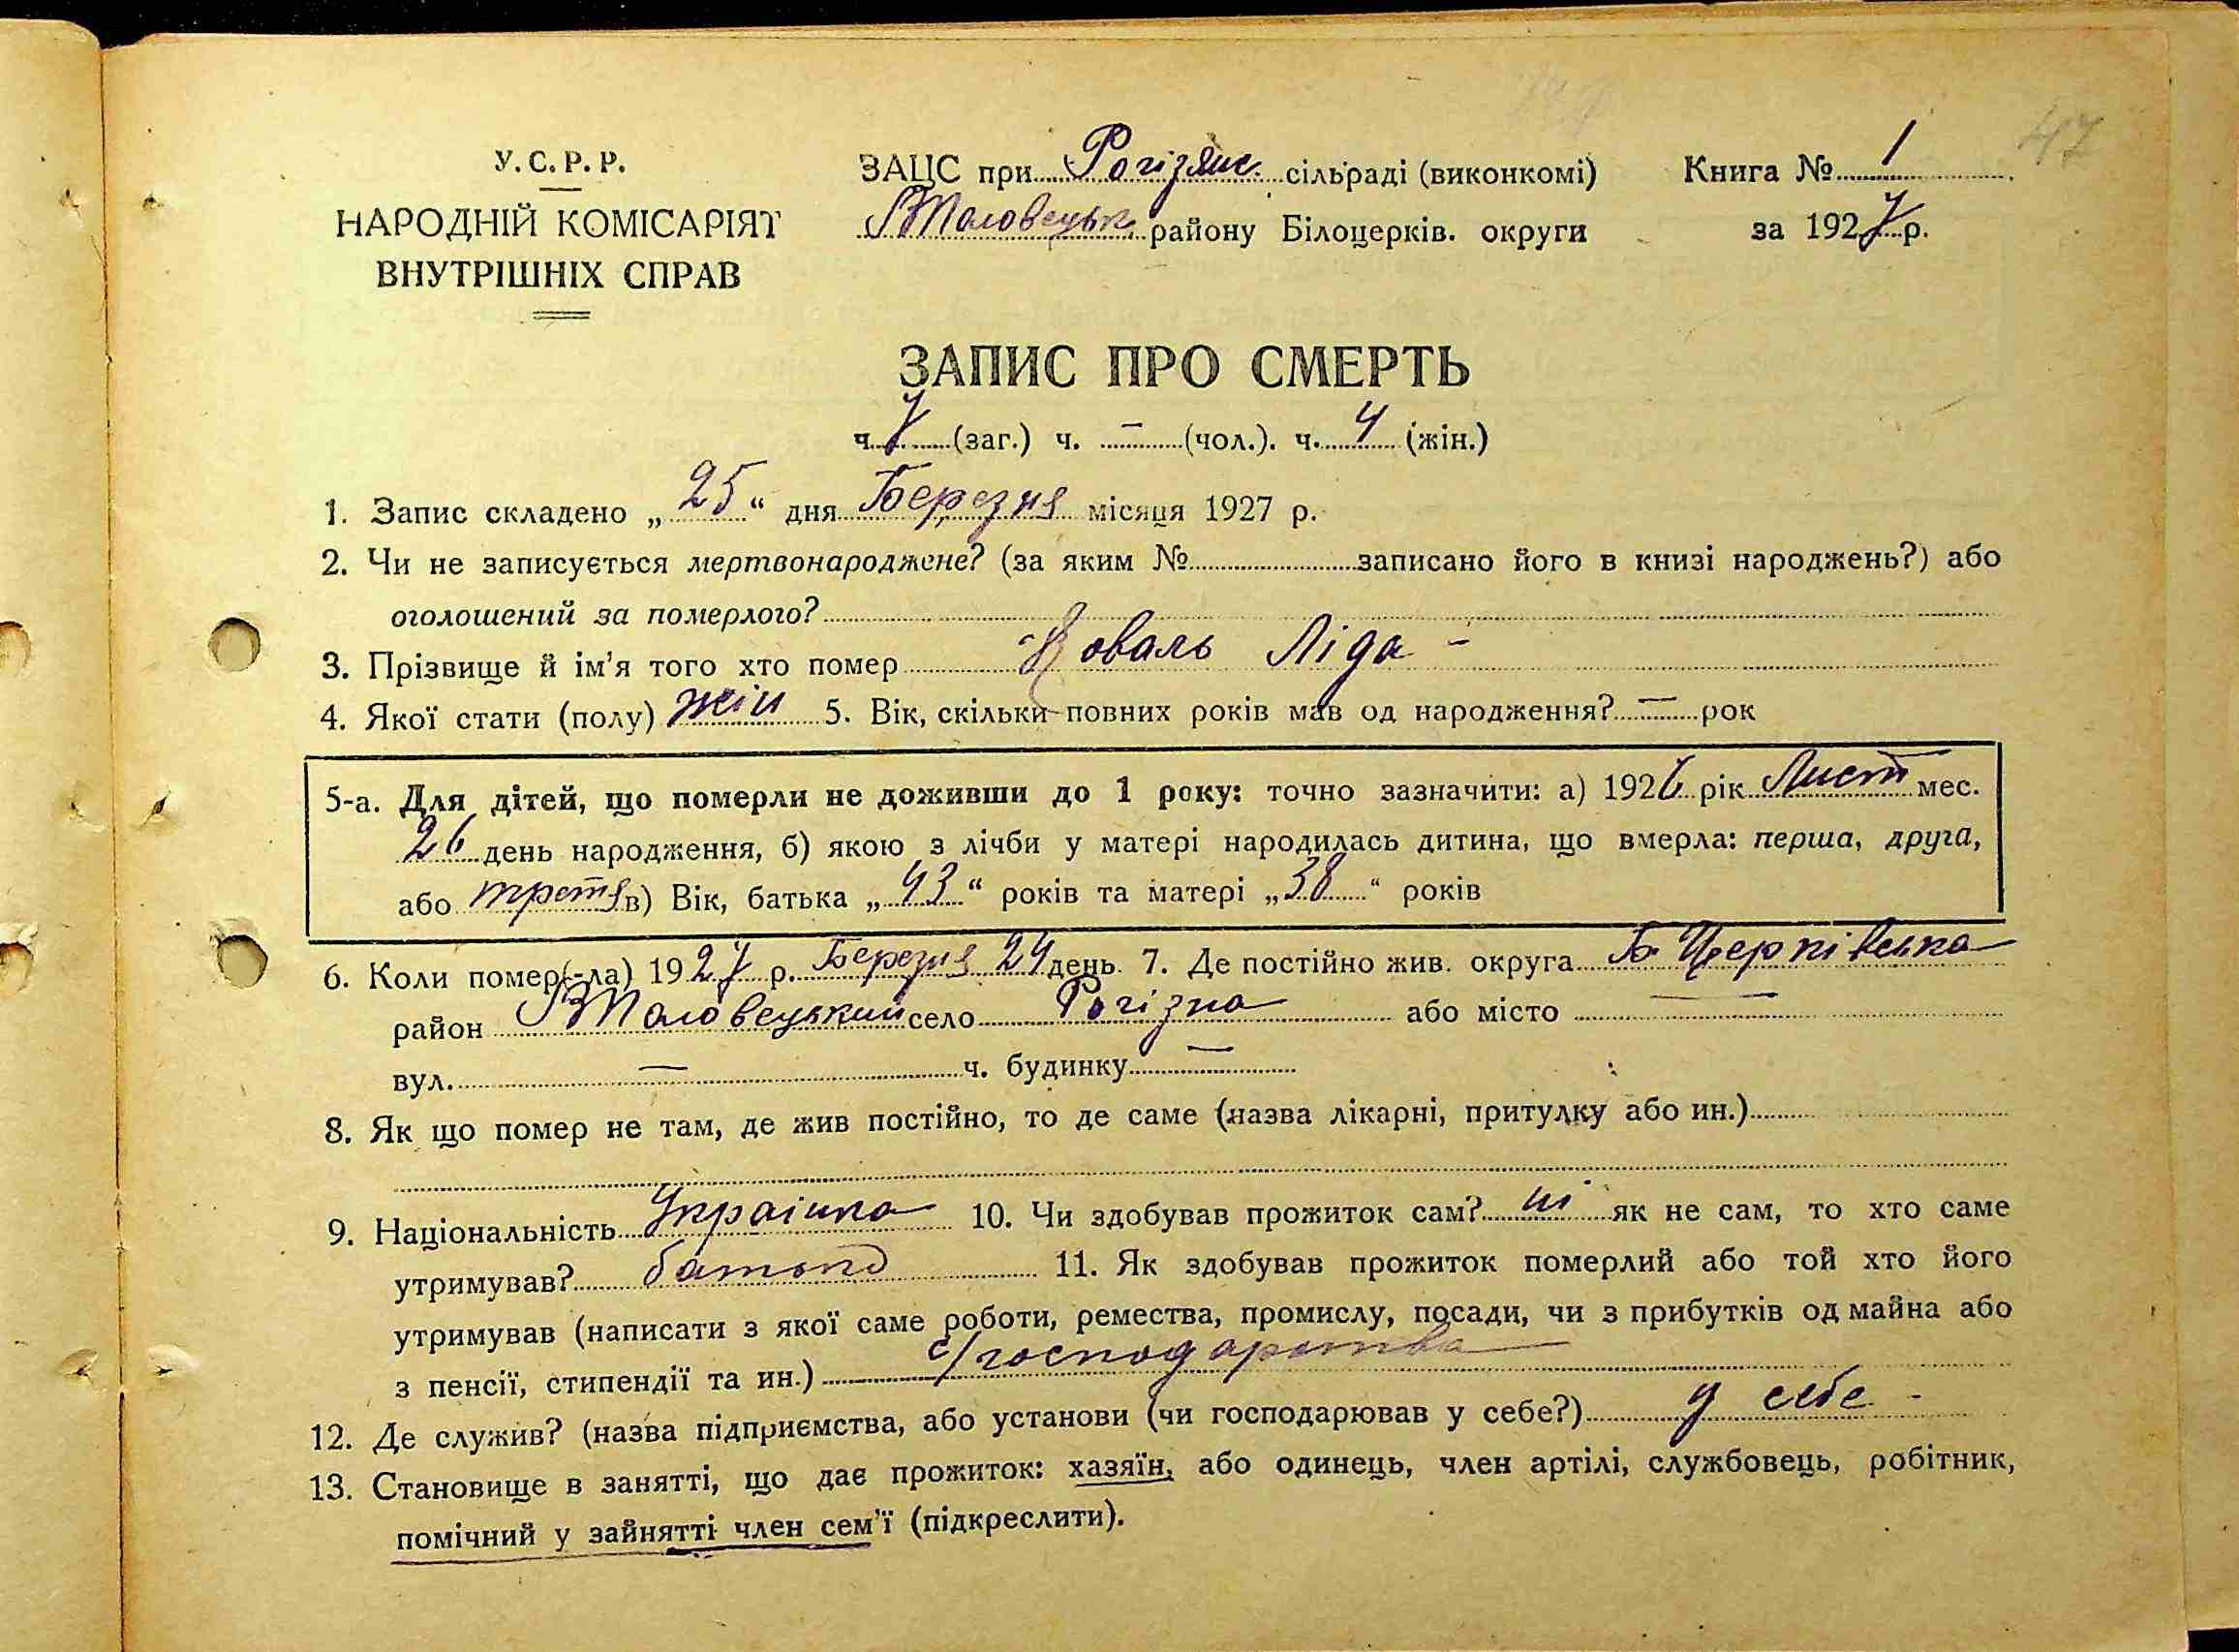 47
У.С.Р.Р.
НАРОДНІЙ КОМІСАРІЯТ
ВНУТРІШНІХ СПРАВ
ЗАЦС при Рогізянс. сільраді (виконкомі)
району Білоцерків. округи
Книга № 1
за 1927 р.
ЗАПИС ПРО СМЕРТЬ
ч. 7 (заг.) ч. — (чол.). ч. 4 (жін.)
1. Запис складено „25“ дня Березня місяця 1927 р.
2. Чи не записується мертвонароджене? (за яким № записано його в книзі народжень?) або
оголошений за померлого?
3. Прізвище й ім’я того хто помер Коваль Ліда -
4. Якої стати (полу) жін 5. Вік, скільки повних років мав од народження? — рок
5-а. Для дітей, що померли не доживши до 1 року: точно зазначити: а) 1926 рік Лист мес.
26 день народження, б) якою з лічби у матері народилась дитина, що вмерла: перша, друга,
або третя в) Вік, батька „43“ років та матері „38“ років
6. Коли помер(-ла) 1927 р. Березня 24 день. 7. Де постійно жив. округа Б Церківська
район село Рогізна або місто —
вул. — ч. будинку —
8. Як що помер не там, де жив постійно, то де саме (назва лікарні, притулку або ин.)
9. Національність Украінка 10. Чи здобував прожиток сам? ні як не сам, то хто саме
утримував? батько 11. Як здобував прожиток померлий або той хто його
утримував (написати з якої саме роботи, ремества, промислу, посади, чи з прибутків од майна або
з пенсії, стипендії та ин.) с/господарства
12. Де служив? (назва підприємства, або установи (чи господарював у себе?) у себе -
13. Становище в занятті, що дає прожиток: хазяїн, або одинець, член артілі, службовець, робітник,
помічний у зайнятті член сем’ї (підкреслити).